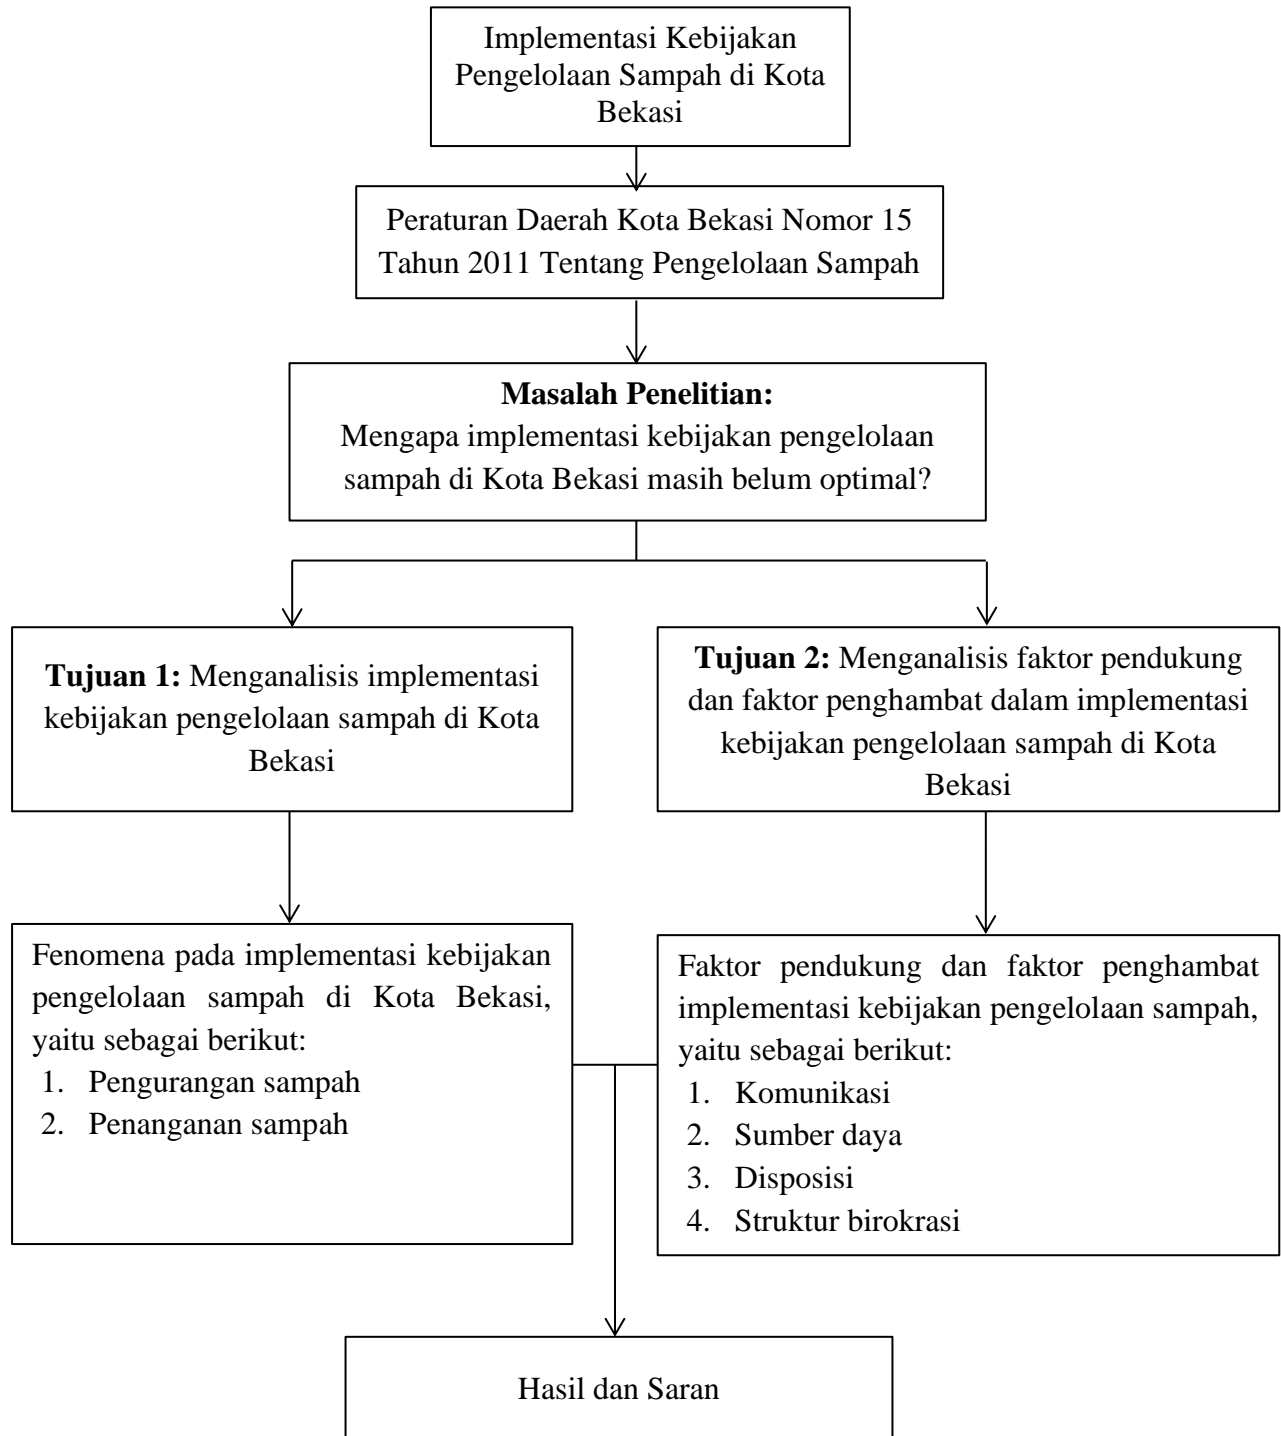 Implementasi Kebijakan
Pengelolaan Sampah di Kota
Bekasi
Peraturan Daerah Kota Bekasi Nomor 15
Tahun 2011 Tentang Pengelolaan Sampah
Masalah Penelitian:
Mengapa implementasi kebijakan pengelolaan
sampah di Kota Bekasi masih belum optimal?
Tujuan 1: Menganalisis implementasi
kebijakan pengelolaan sampah di Kota
Bekasi
Tujuan 2: Menganalisis faktor pendukung
dan faktor penghambat dalam implementasi
kebijakan pengelolaan sampah di Kota
Bekasi
Fenomena pada implementasi kebijakan
pengelolaan sampah di Kota Bekasi,
yaitu sebagai berikut:
1. Pengurangan sampah
2. Penanganan sampah
Faktor pendukung dan faktor penghambat
implementasi kebijakan pengelolaan sampah,
yaitu sebagai berikut:
1. Komunikasi
2. Sumber daya
3. Disposisi
4. Struktur birokrasi
Hasil dan Saran